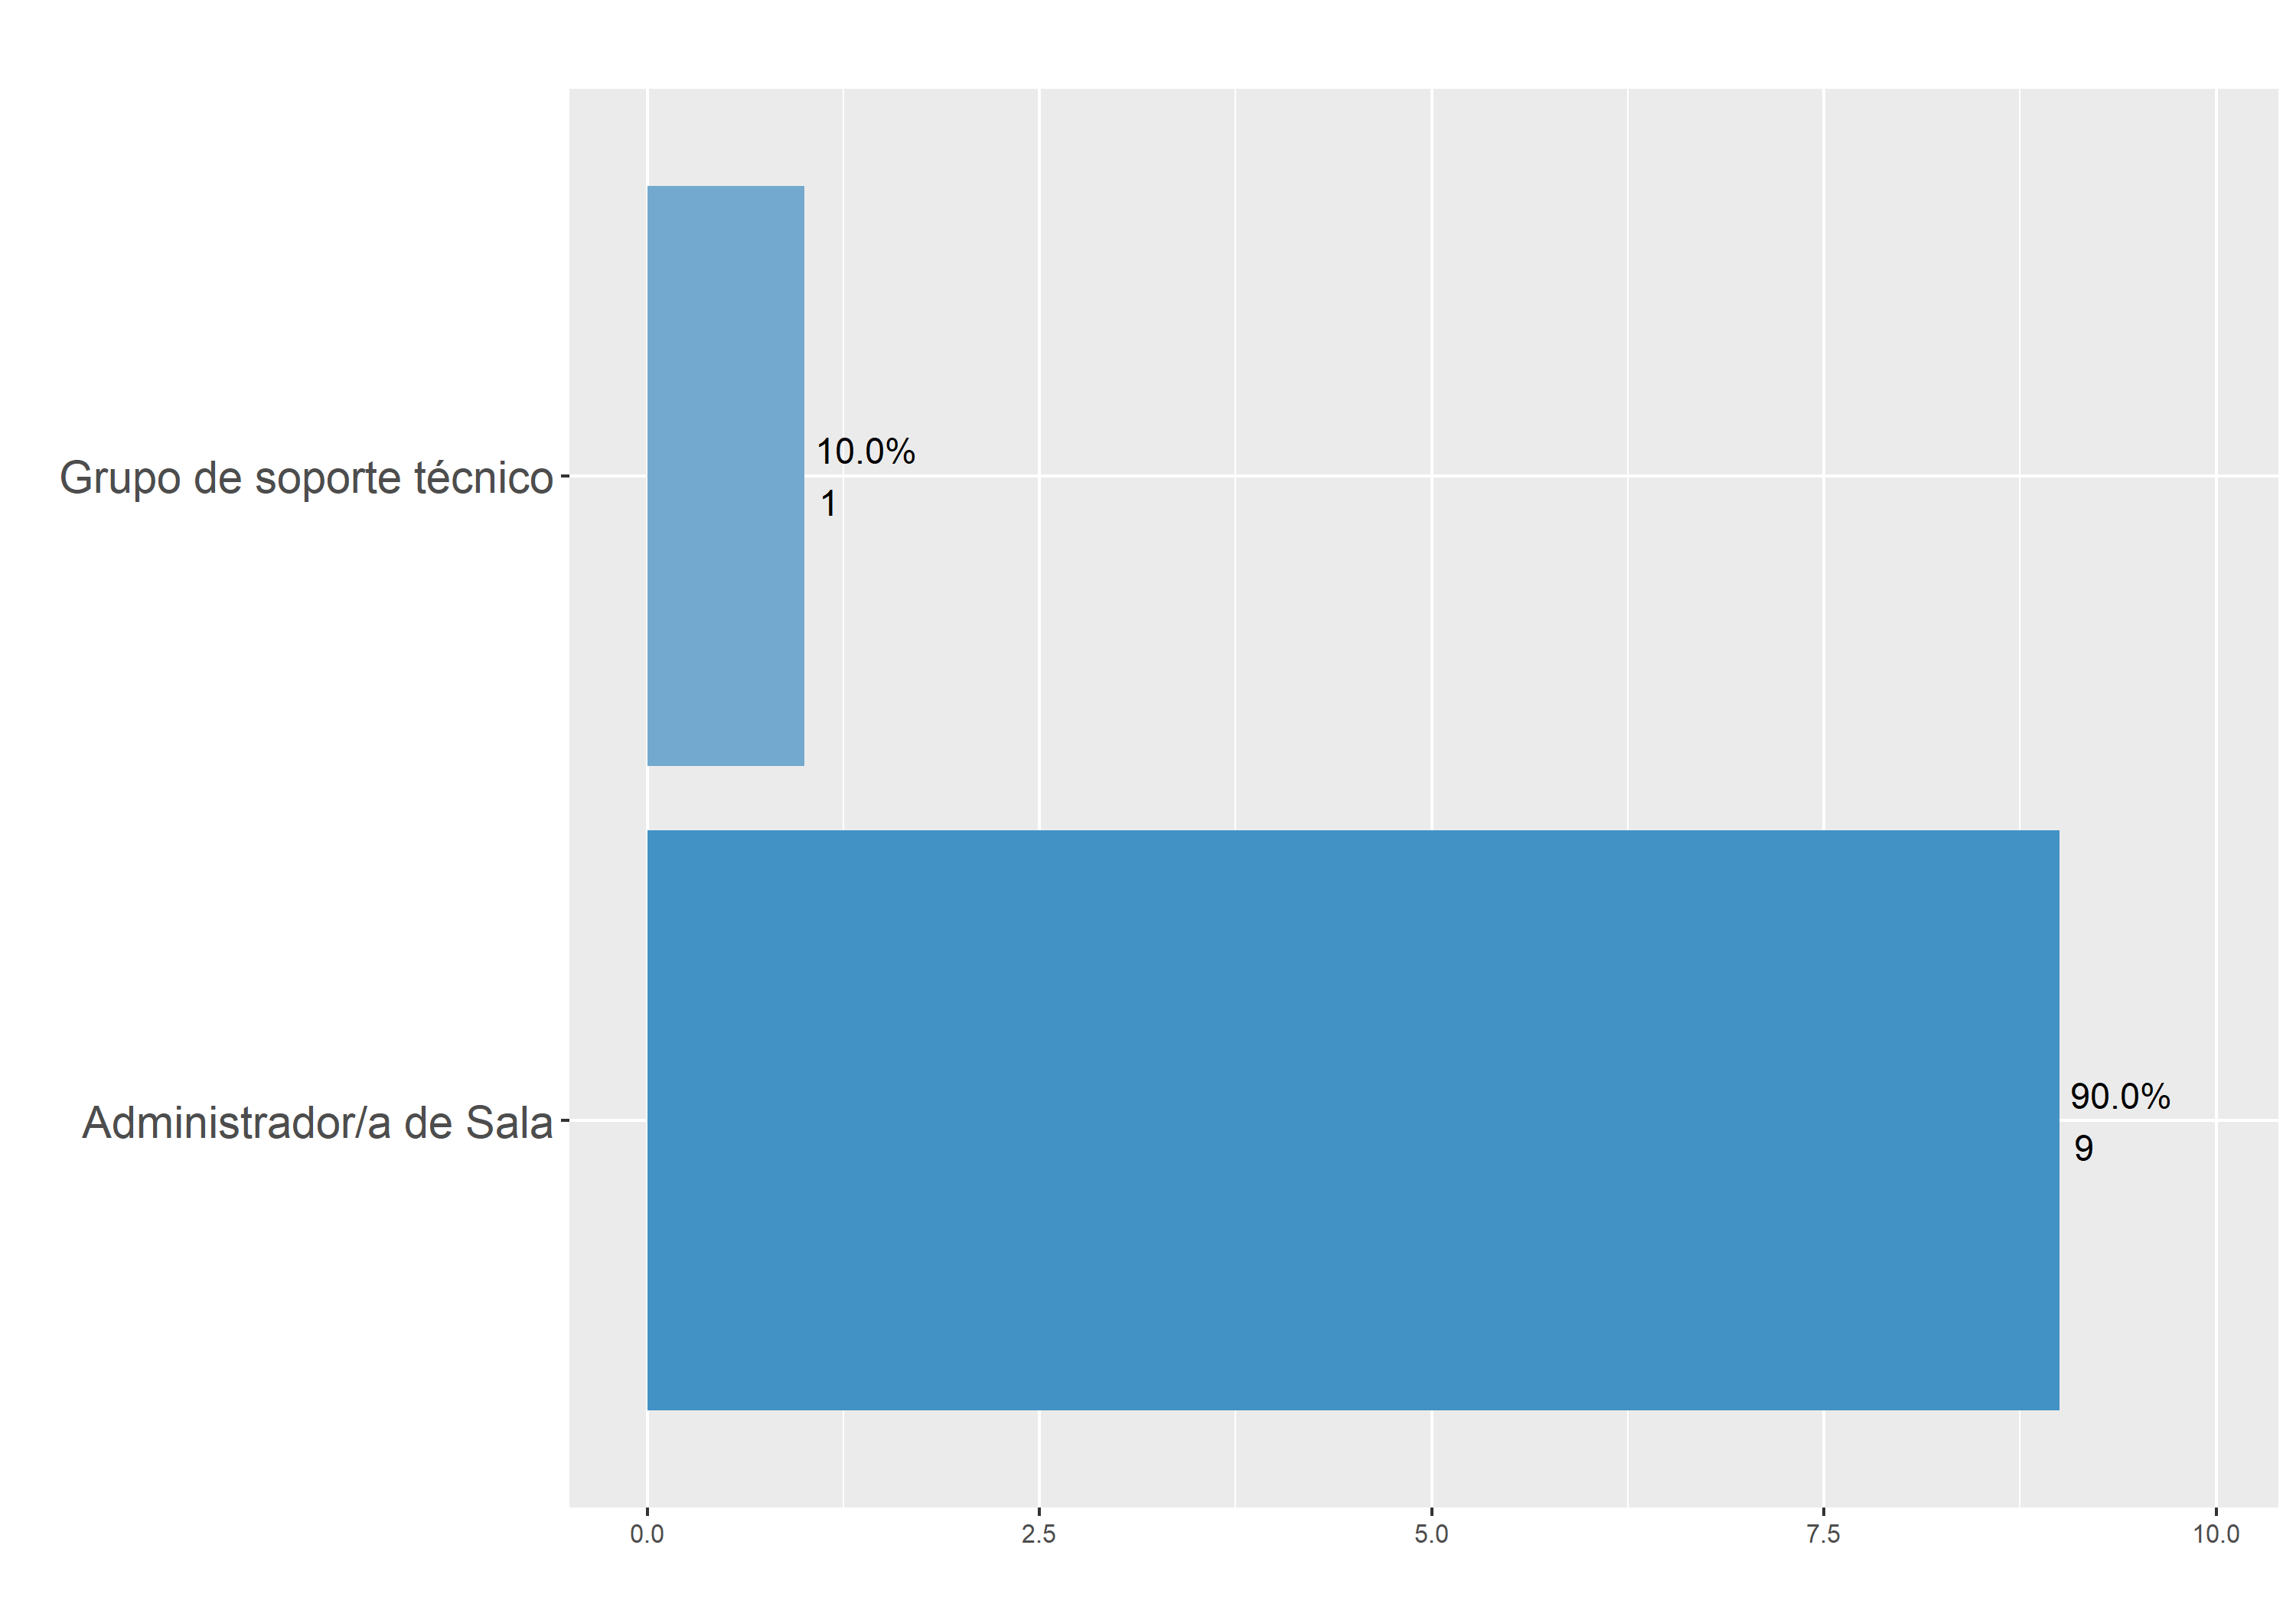 10.0%
Grupo de soporte técnico
1
90.0%
Administrador/a de Sala
9
0.0 2.5 5.0 7.5 10.0